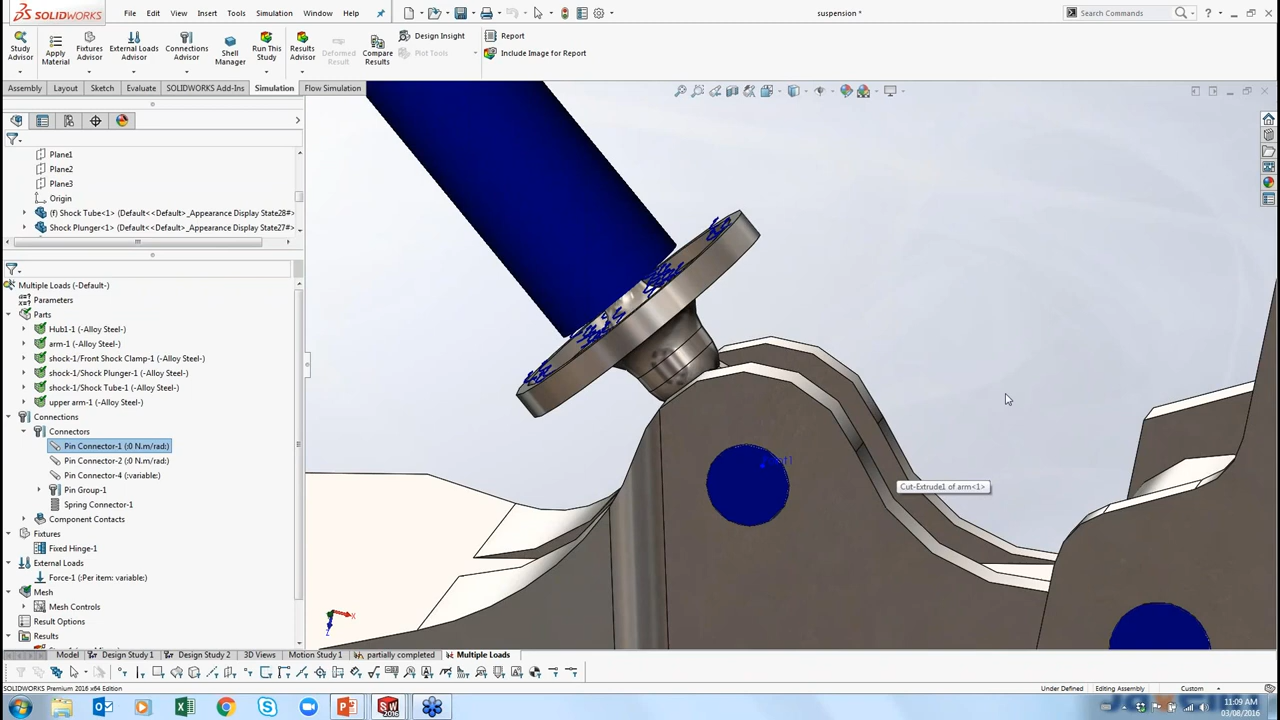 SOLIDWORKS File Edit View Insert Tools Simulation Window Help suspension * Search Commands
Study Advisor
Apply Material
Fixtures Advisor
External Loads Advisor
Connections Advisor
Shell Manager
Run This Study
Results Advisor
Deformed Result
Compare Results
Design Insight
Plot Tools
Report
Include Image for Report
Assembly Layout Sketch Evaluate SOLIDWORKS Add-Ins Simulation Flow Simulation
Plane1
Plane2
Plane3
Origin
(f) Shock Tube<1> (Default<<Default>_Appearance Display State28#>
Shock Plunger<1> (Default<<Default>_Appearance Display State27#>
Multiple Loads (-Default-)
Parameters
Parts
Hub1-1 (-Alloy Steel-)
arm-1 (-Alloy Steel-)
shock-1/Front Shock Clamp-1 (-Alloy Steel-)
shock-1/Shock Plunger-1 (-Alloy Steel-)
shock-1/Shock Tube-1 (-Alloy Steel-)
upper arm-1 (-Alloy Steel-)
Connections
Connectors
Pin Connector-1 (:0 N.m/rad:)
Pin Connector-2 (:0 N.m/rad:)
Pin Connector-4 (:variable:)
Pin Group-1
Spring Connector-1
Component Contacts
Fixtures
Fixed Hinge-1
External Loads
Force-1 (:Per item: variable:)
Mesh
Mesh Controls
Result Options
Results
Cut-Extrude1 of arm<1>
X
Z
Model Design Study 1 Design Study 2 3D Views Motion Study 1 partially completed Multiple Loads
SOLIDWORKS Premium 2016 x64 Edition Under Defined Editing Assembly Custom
11:09 AM
03/08/2016